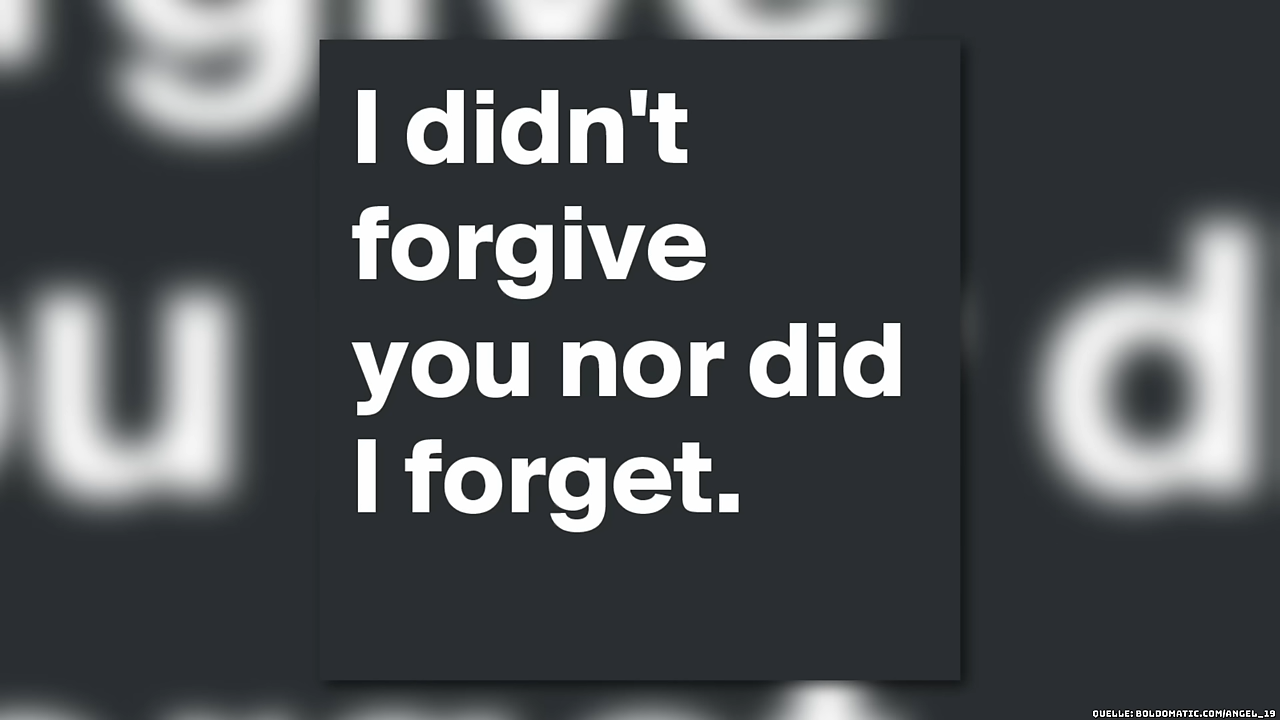 I didn't
forgive
you nor did
I forget.
QUELLE: BOLDOMATIC.COM/ANGEL_19